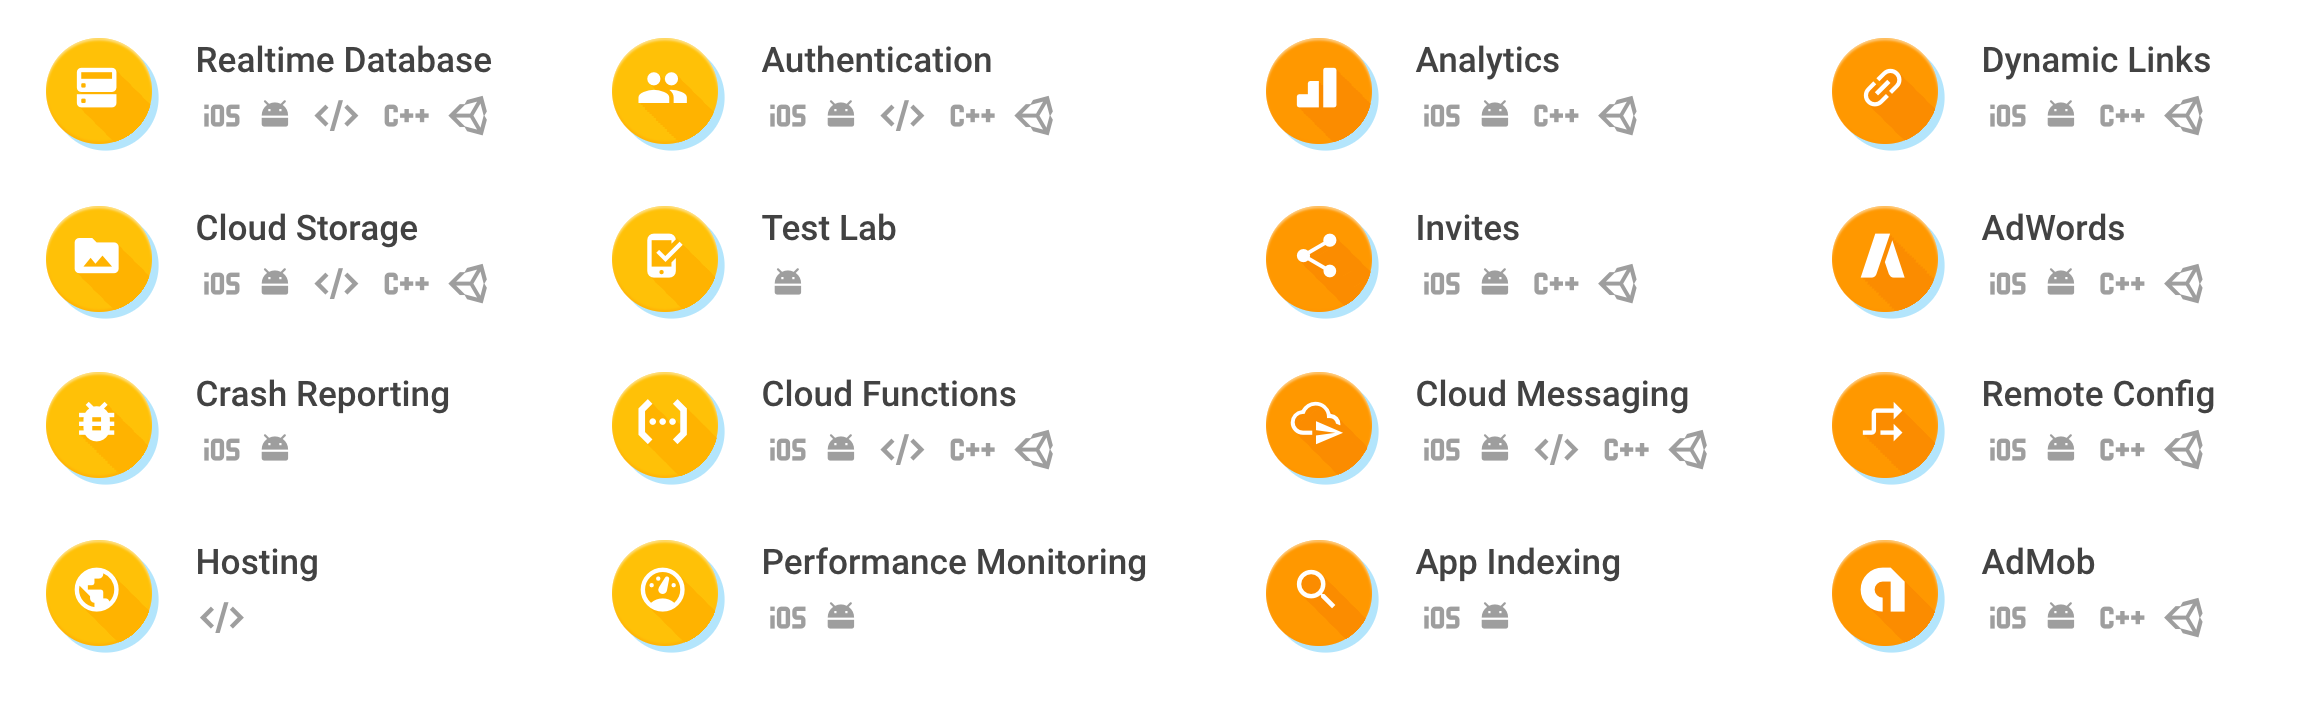 Realtime Database
iOS </> C++
Authentication
iOS </> C++
Analytics
iOS C++
Dynamic Links
iOS C++
Cloud Storage
iOS </> C++
Test Lab
Invites
iOS C++
AdWords
iOS C++
Crash Reporting
iOS
Cloud Functions
iOS </> C++
Cloud Messaging
iOS </> C++
Remote Config
iOS C++
Hosting
</>
Performance Monitoring
iOS
App Indexing
iOS
AdMob
iOS C++